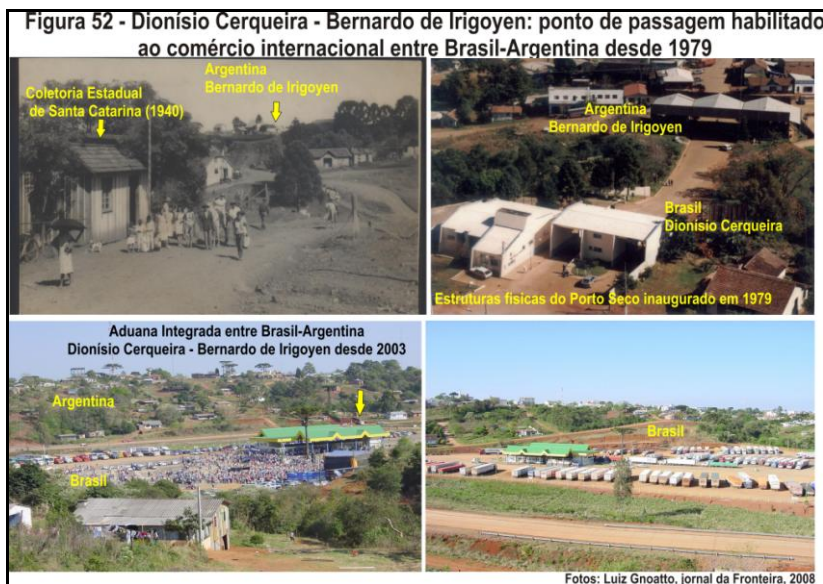 Figura 52 - Dionísio Cerqueira - Bernardo de Irigoyen: ponto de passagem habilitado
ao comércio internacional entre Brasil-Argentina desde 1979
Coletoria Estadual
de Santa Catarina (1940)
Argentina
Bernardo de Irigoyen
Argentina
Bernardo de Irigoyen
Brasil
Dionísio Cerqueira
Estruturas físicas do Porto Seco inaugurado em 1979
Aduana Integrada entre Brasil-Argentina
Dionísio Cerqueira - Bernardo de Irigoyen desde 2003
Argentina
Brasil
Brasil
Fotos: Luiz Gnoatto, jornal da Fronteira, 2008